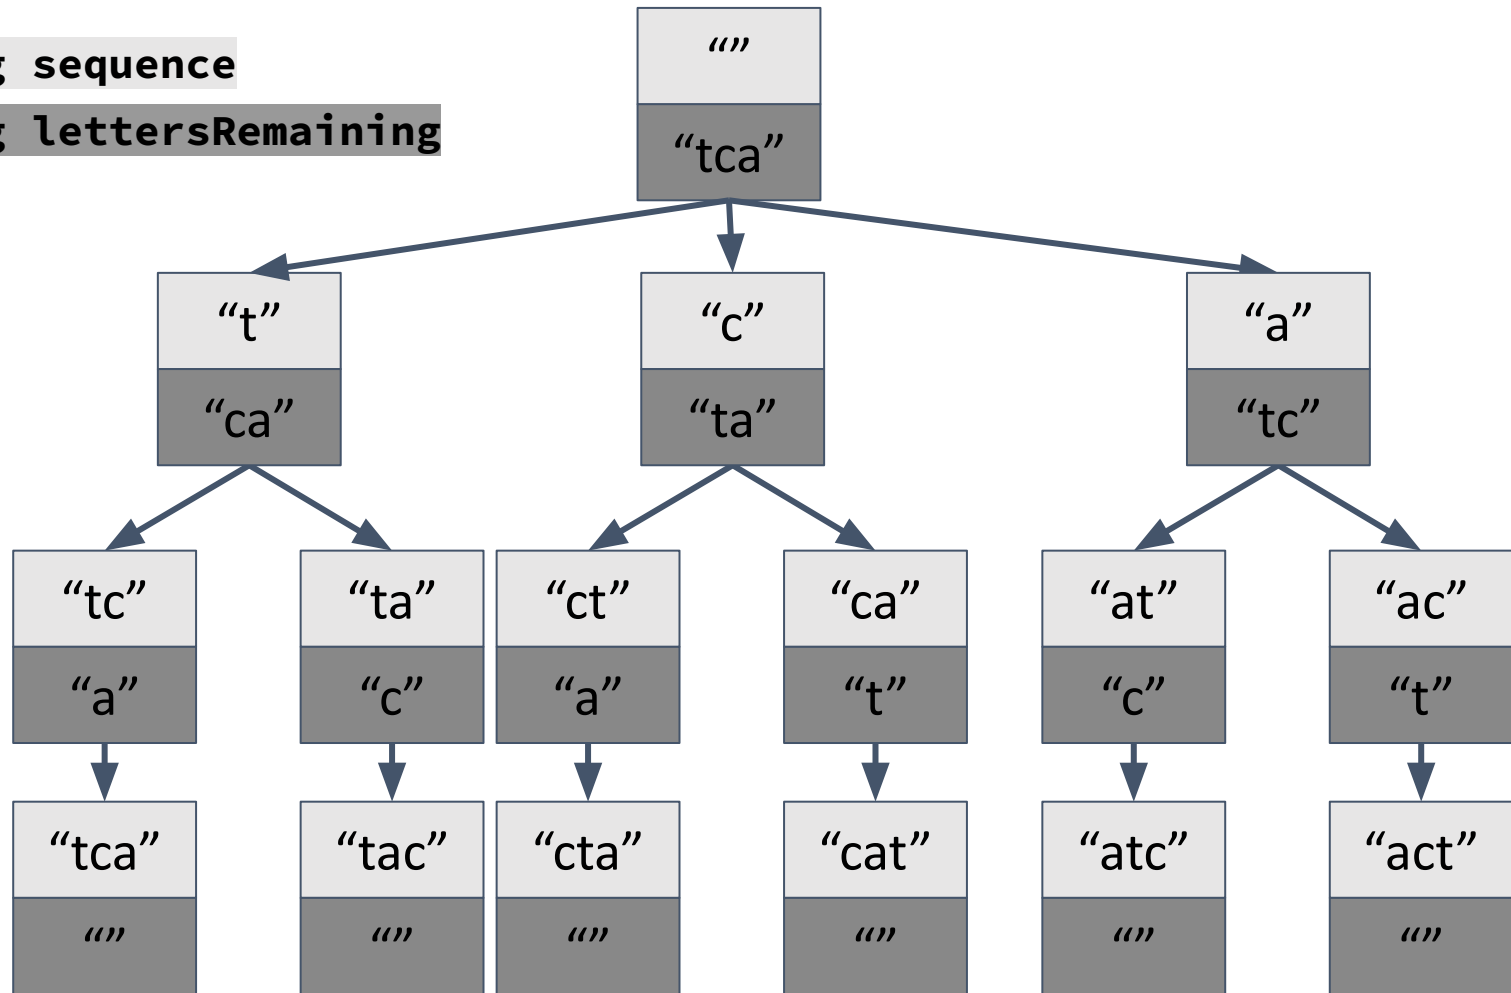 g sequence
g lettersRemaining
“”
“tca”
“t”
“c”
“a”
“ca”
“ta”
“tc”
“tc”
“ta”
“ct”
“ca”
“at”
“ac”
“a”
“c”
“a”
“t”
“c”
“t”
“tca”
“tac”
“cta”
“cat”
“atc”
“act”
“”
“”
“”
“”
“”
“”